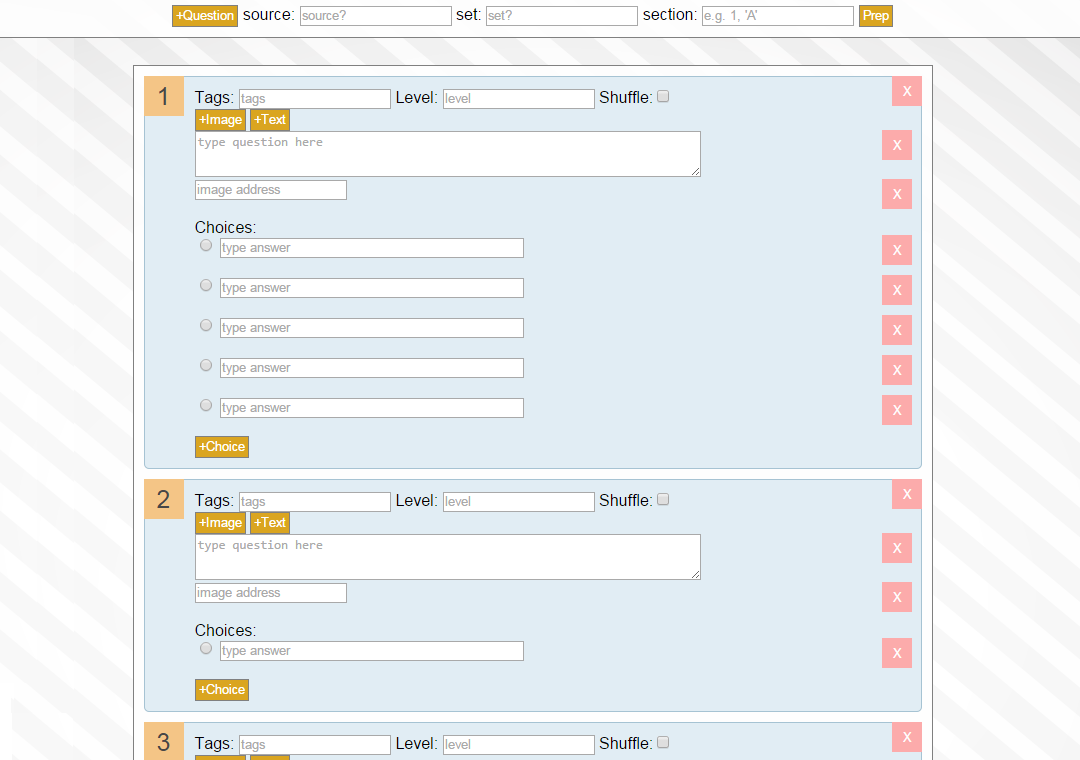 +Question source: source? set: set? section: e.g. 1, 'A' Prep
1 Tags: tags Level: level Shuffle: X
+Image +Text
type question here X
image address X
Choices:
type answer X
type answer X
type answer X
type answer X
type answer X
+Choice
2 Tags: tags Level: level Shuffle: X
+Image +Text
type question here X
image address X
Choices:
type answer X
+Choice
3 Tags: tags Level: level Shuffle: X